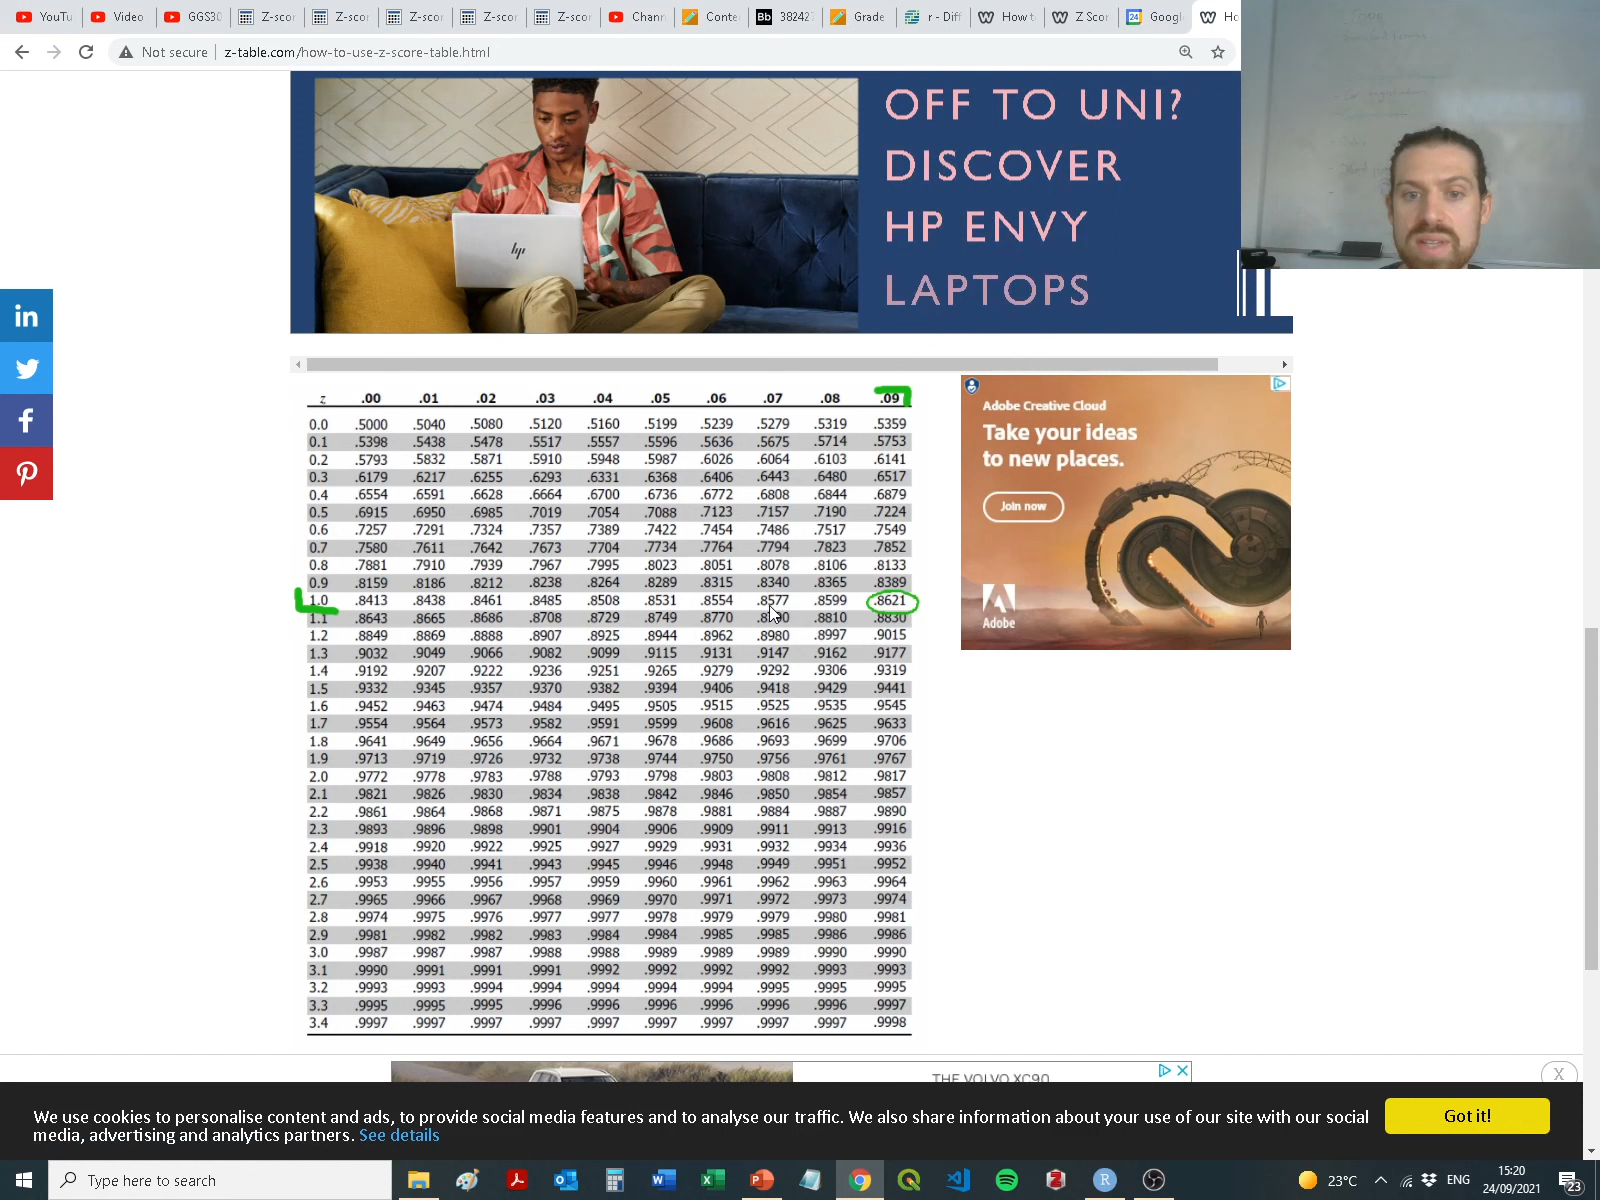 YouTu
Video
GGS30
Z-scor
Z-scor
Z-scor
Z-scor
Z-scor
Chann
Conte
Bb 38242
Grade
r - Diff
How t
Z Scor
24 Googl
Ho
Not secure z-table.com/how-to-use-z-score-table.html
OFF TO UNI?
DISCOVER
HP ENVY
LAPTOPS
hp
in
f
z .00 .01 .02 .03 .04 .05 .06 .07 .08 .09
0.0 .5000 .5040 .5080 .5120 .5160 .5199 .5239 .5279 .5319 .5359
0.1 .5398 .5438 .5478 .5517 .5557 .5596 .5636 .5675 .5714 .5753
0.2 .5793 .5832 .5871 .5910 .5948 .5987 .6026 .6064 .6103 .6141
0.3 .6179 .6217 .6255 .6293 .6331 .6368 .6406 .6443 .6480 .6517
0.4 .6554 .6591 .6628 .6664 .6700 .6736 .6772 .6808 .6844 .6879
0.5 .6915 .6950 .6985 .7019 .7054 .7088 .7123 .7157 .7190 .7224
0.6 .7257 .7291 .7324 .7357 .7389 .7422 .7454 .7486 .7517 .7549
0.7 .7580 .7611 .7642 .7673 .7704 .7734 .7764 .7794 .7823 .7852
0.8 .7881 .7910 .7939 .7967 .7995 .8023 .8051 .8078 .8106 .8133
0.9 .8159 .8186 .8212 .8238 .8264 .8289 .8315 .8340 .8365 .8389
1.0 .8413 .8438 .8461 .8485 .8508 .8531 .8554 .8577 .8599 .8621
1.1 .8643 .8665 .8686 .8708 .8729 .8749 .8770 .8790 .8810 .8830
1.2 .8849 .8869 .8888 .8907 .8925 .8944 .8962 .8980 .8997 .9015
1.3 .9032 .9049 .9066 .9082 .9099 .9115 .9131 .9147 .9162 .9177
1.4 .9192 .9207 .9222 .9236 .9251 .9265 .9279 .9292 .9306 .9319
1.5 .9332 .9345 .9357 .9370 .9382 .9394 .9406 .9418 .9429 .9441
1.6 .9452 .9463 .9474 .9484 .9495 .9505 .9515 .9525 .9535 .9545
1.7 .9554 .9564 .9573 .9582 .9591 .9599 .9608 .9616 .9625 .9633
1.8 .9641 .9649 .9656 .9664 .9671 .9678 .9686 .9693 .9699 .9706
1.9 .9713 .9719 .9726 .9732 .9738 .9744 .9750 .9756 .9761 .9767
2.0 .9772 .9778 .9783 .9788 .9793 .9798 .9803 .9808 .9812 .9817
2.1 .9821 .9826 .9830 .9834 .9838 .9842 .9846 .9850 .9854 .9857
2.2 .9861 .9864 .9868 .9871 .9875 .9878 .9881 .9884 .9887 .9890
2.3 .9893 .9896 .9898 .9901 .9904 .9906 .9909 .9911 .9913 .9916
2.4 .9918 .9920 .9922 .9925 .9927 .9929 .9931 .9932 .9934 .9936
2.5 .9938 .9940 .9941 .9943 .9945 .9946 .9948 .9949 .9951 .9952
2.6 .9953 .9955 .9956 .9957 .9959 .9960 .9961 .9962 .9963 .9964
2.7 .9965 .9966 .9967 .9968 .9969 .9970 .9971 .9972 .9973 .9974
2.8 .9974 .9975 .9976 .9977 .9977 .9978 .9979 .9979 .9980 .9981
2.9 .9981 .9982 .9982 .9983 .9984 .9984 .9985 .9985 .9986 .9986
3.0 .9987 .9987 .9987 .9988 .9988 .9989 .9989 .9989 .9990 .9990
3.1 .9990 .9991 .9991 .9991 .9992 .9992 .9992 .9992 .9993 .9993
3.2 .9993 .9993 .9994 .9994 .9994 .9994 .9994 .9995 .9995 .9995
3.3 .9995 .9995 .9995 .9996 .9996 .9996 .9996 .9996 .9996 .9997
3.4 .9997 .9997 .9997 .9997 .9997 .9997 .9997 .9997 .9997 .9998
Adobe Creative Cloud
Take your ideas
to new places.
Join now
Adobe
THE VOLVO XC90
X
We use cookies to personalise content and ads, to provide social media features and to analyse our traffic. We also share information about your use of our site with our social
media, advertising and analytics partners. See details
Got it!
Type here to search
23°C
ENG
15:20
24/09/2021
23